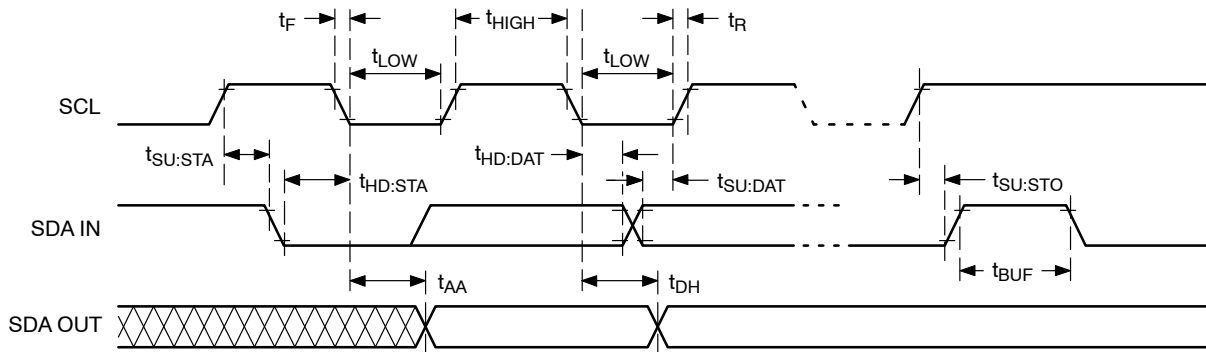 tF
tHIGH
tR
tLOW
tLOW
SCL
tSU:STA
tHD:STA
tHD:DAT
tSU:DAT
tSU:STO
SDA IN
tBUF
tAA
tDH
SDA OUT